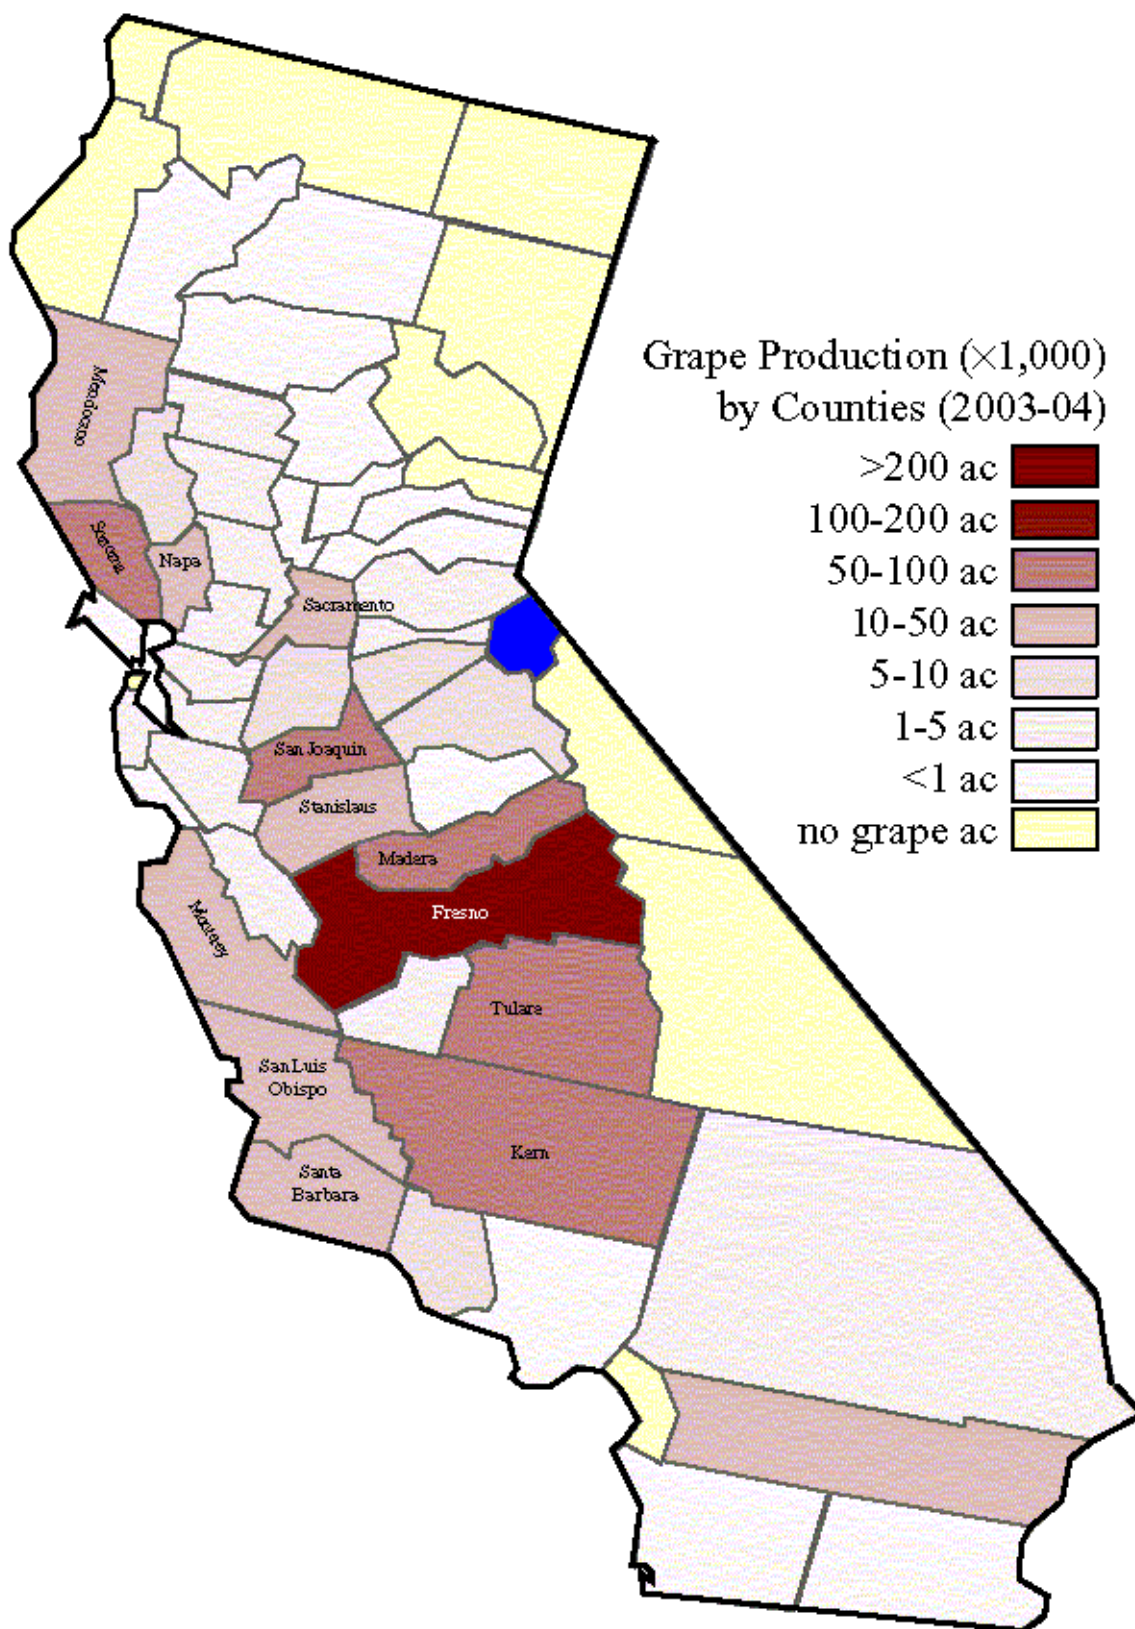 Grape Production (×1,000)
by Counties (2003-04)
>200 ac
100-200 ac
50-100 ac
10-50 ac
5-10 ac
1-5 ac
<1 ac
no grape ac
Mendocino
Sonoma
Napa
Sacramento
San Joaquin
Stanislaus
Madera
Fresno
Monterey
Tulare
San Luis
Obispo
Kern
Santa
Barbara